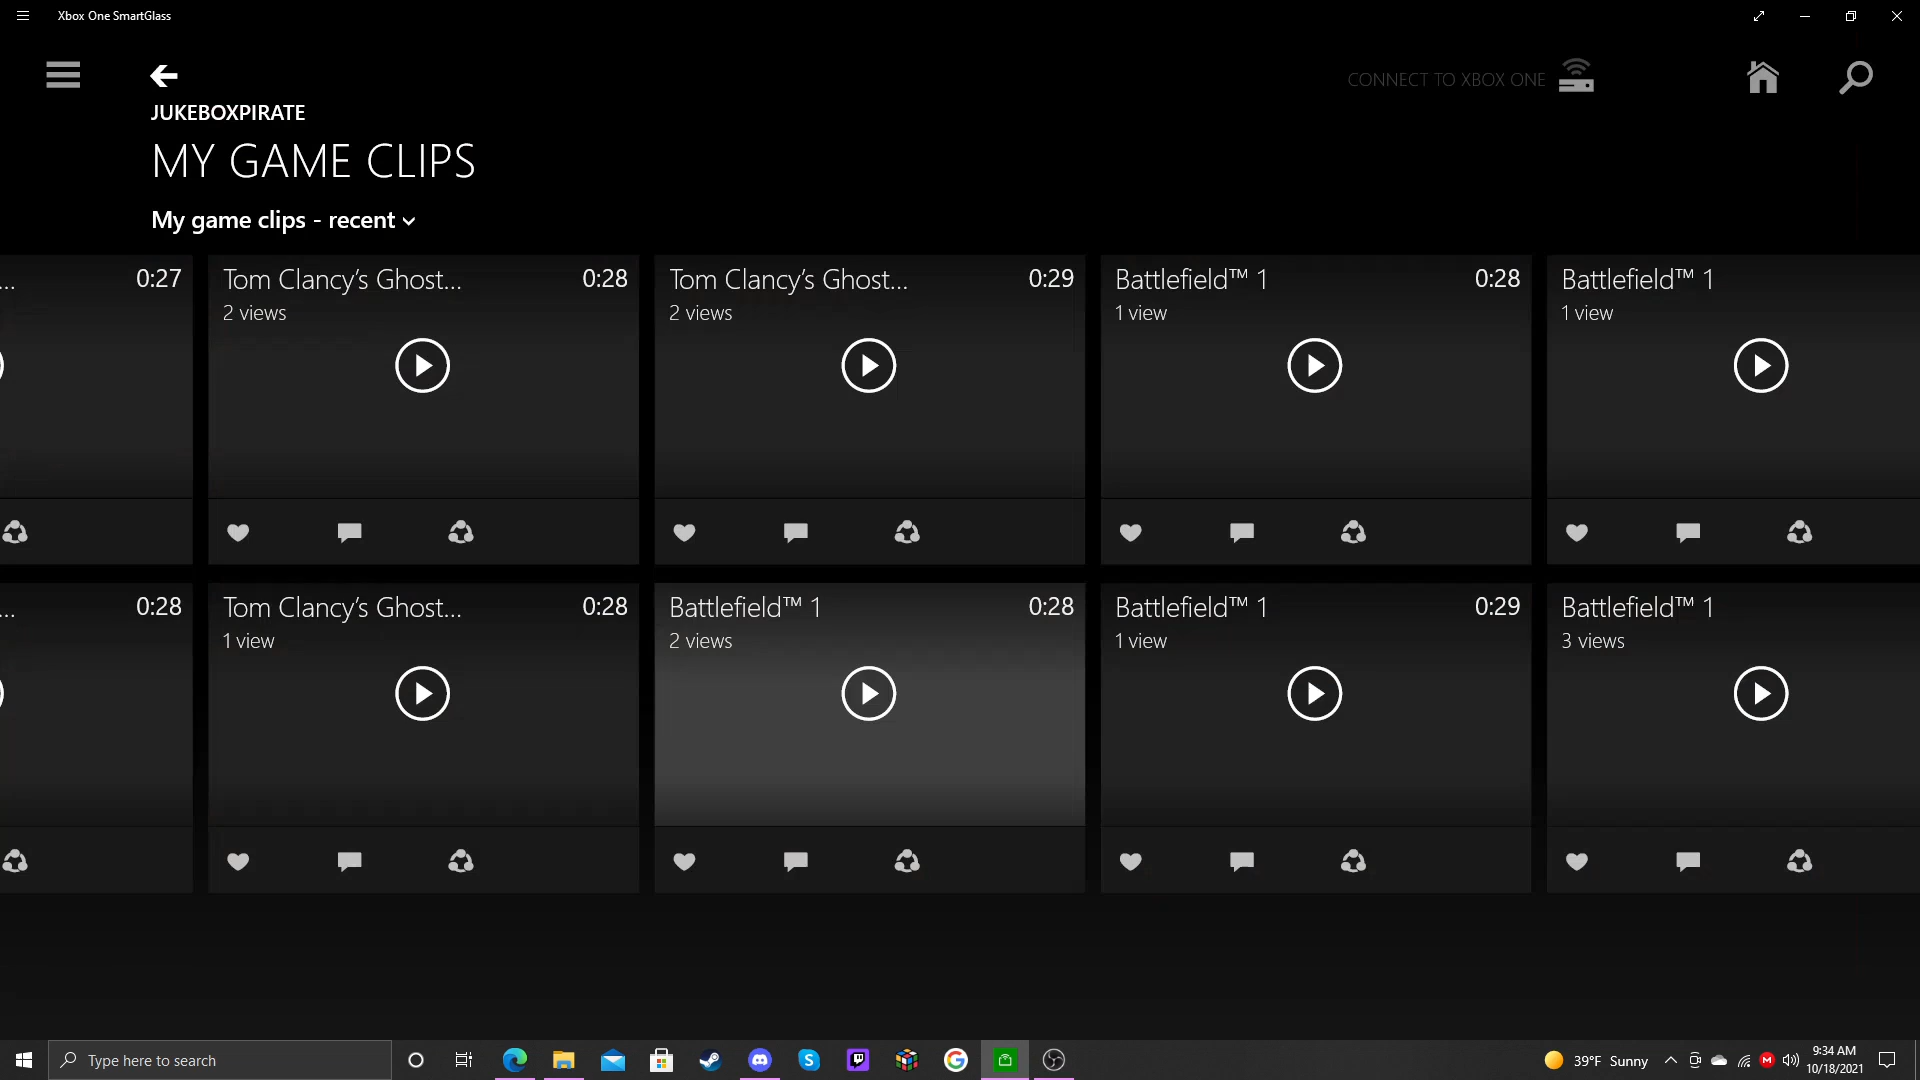 Xbox One SmartGlass
CONNECT TO XBOX ONE
JUKEBOXPIRATE
MY GAME CLIPS
My game clips - recent
... 0:27
Tom Clancy's Ghost... 0:28
2 views
Tom Clancy's Ghost... 0:29
2 views
Battlefield™ 1 0:28
1 view
Battlefield™ 1
1 view
... 0:28
Tom Clancy's Ghost... 0:28
1 view
Battlefield™ 1 0:28
2 views
Battlefield™ 1 0:29
1 view
Battlefield™ 1
3 views
Type here to search
39°F Sunny
9:34 AM
10/18/2021